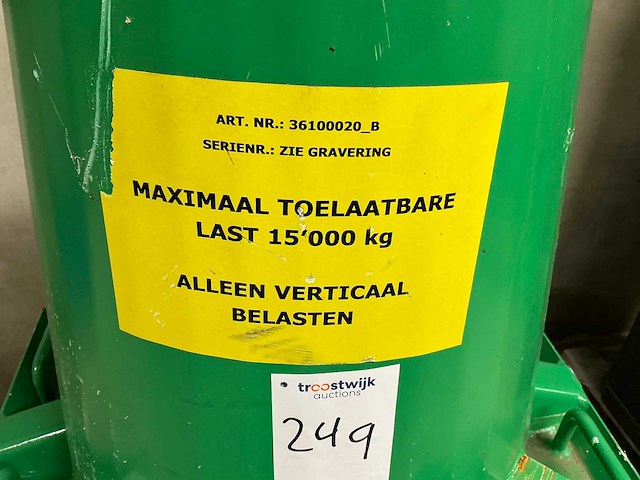 ART. NR.: 36100020_B
SERIENR.: ZIE GRAVERING
MAXIMAAL TOELAATBARE
LAST 15'000 kg
ALLEEN VERTICAAL
BELASTEN
troostwijk
auctions
249